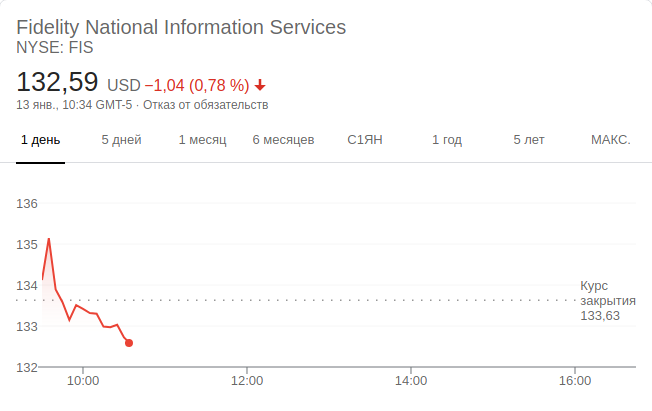 Fidelity National Information Services
NYSE: FIS
132,59 USD −1,04 (0,78 %)
13 янв., 10:34 GMT-5 · Отказ от обязательств
1 день 5 дней 1 месяц 6 месяцев С1ЯН 1 год 5 лет МАКС.
136
135
134
133
132
Курс
закрытия
133,63
10:00 12:00 14:00 16:00